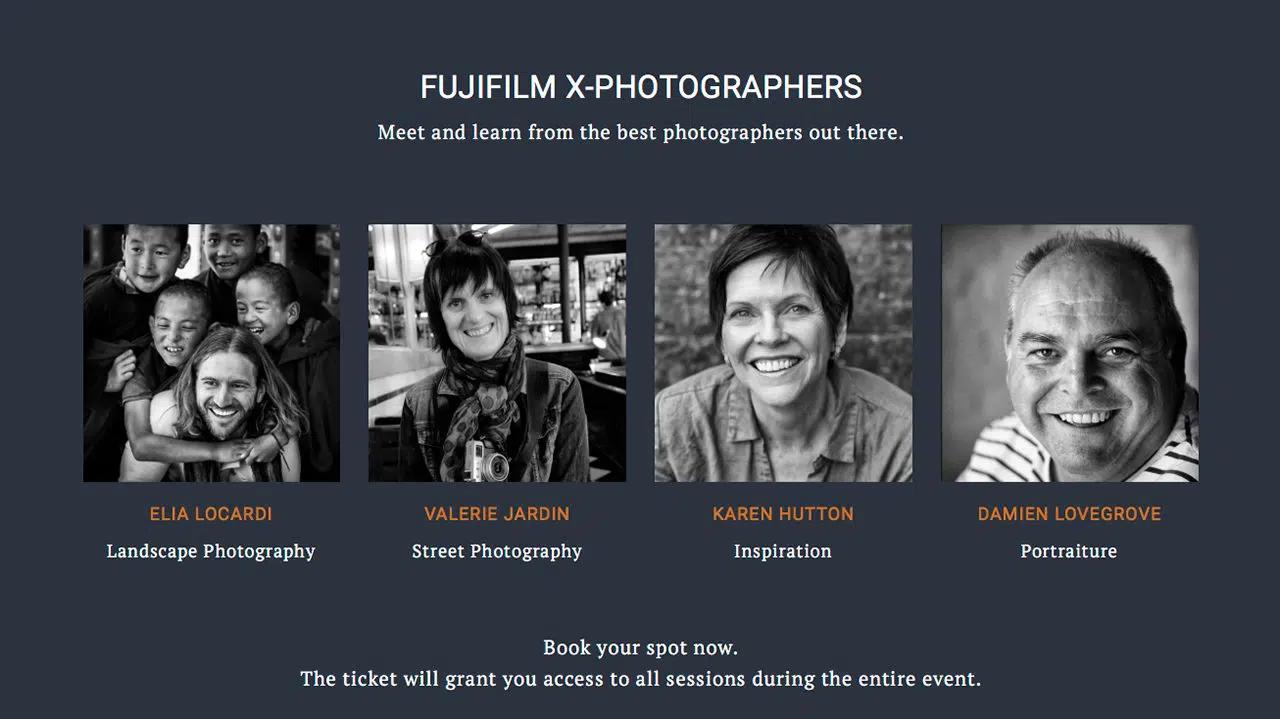 FUJIFILM X-PHOTOGRAPHERS
Meet and learn from the best photographers out there.
ELIA LOCARDI
Landscape Photography
VALERIE JARDIN
Street Photography
KAREN HUTTON
Inspiration
DAMIEN LOVEGROVE
Portraiture
Book your spot now.
The ticket will grant you access to all sessions during the entire event.